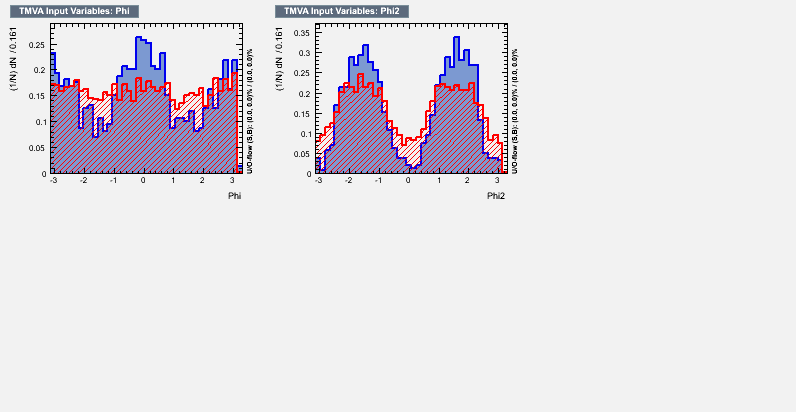 TMVA Input Variables: Phi
(1/N) dN / 0.161
0.25
0.2
0.15
0.1
0.05
0
-3 -2 -1 0 1 2 3
Phi
U/O-flow (S,B): (0.0, 0.0)% / (0.0, 0.0)%
TMVA Input Variables: Phi2
(1/N) dN / 0.161
0.35
0.3
0.25
0.2
0.15
0.1
0.05
0
-3 -2 -1 0 1 2 3
Phi2
U/O-flow (S,B): (0.0, 0.0)% / (0.0, 0.0)%